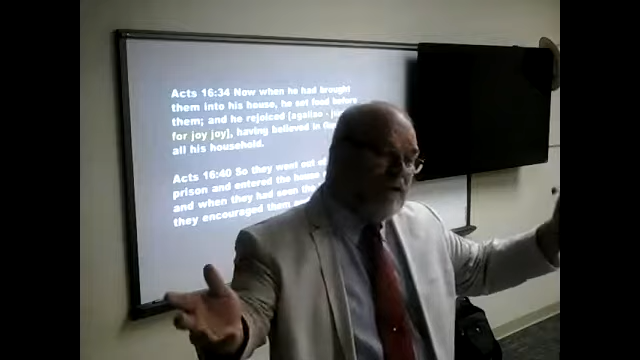 Acts 16:34 Now when he had brought
them into his house, he set food before
them; and he rejoiced (agaliao -
for joy joy), having believed in
all his household.
Acts 16:40 So they went out of
prison and entered the house
and when they had seen the
they encouraged them